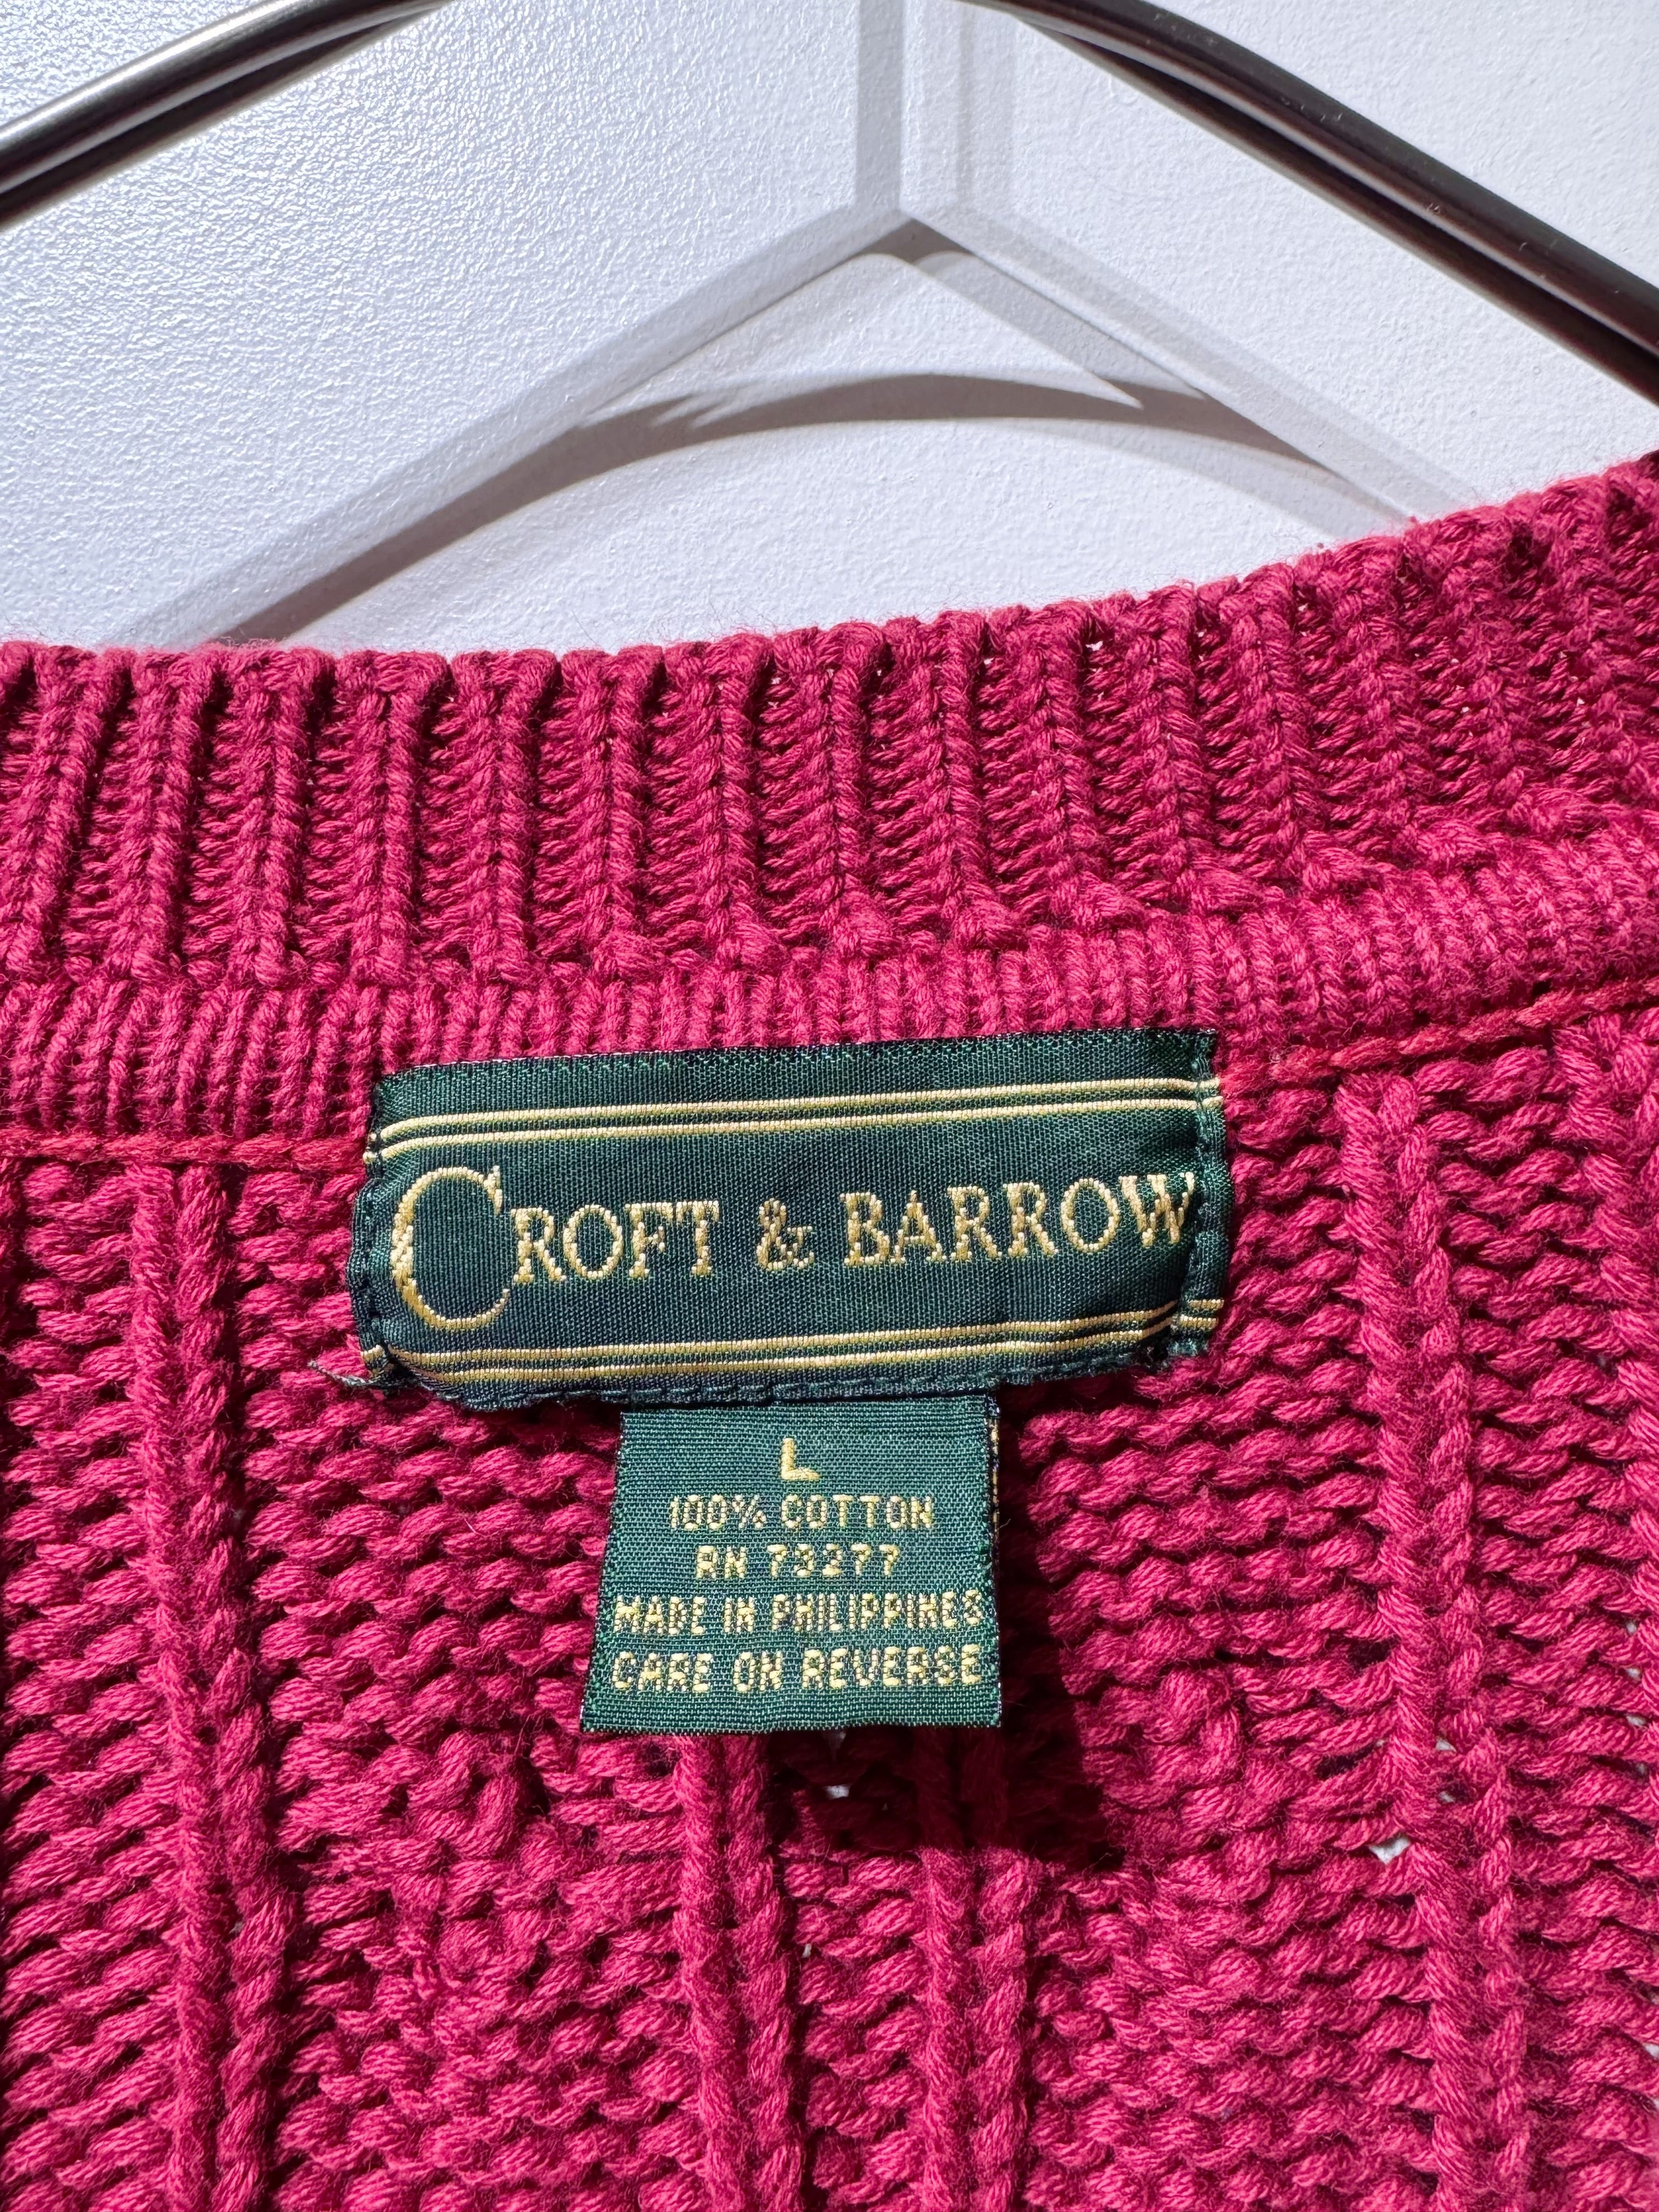 CROFT & BARROW
L
100% COTTON
RN 73277
MADE IN PHILIPPINES
CARE ON REVERSE